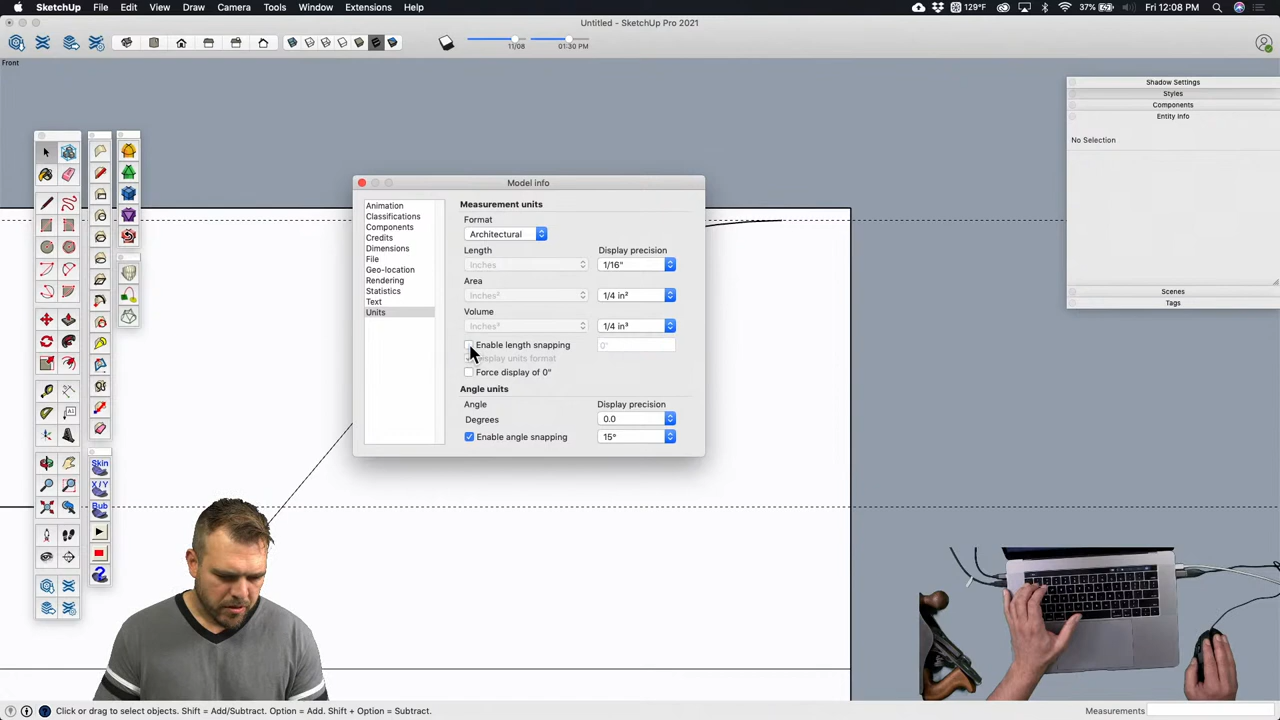 SketchUp File Edit View Draw Camera Tools Window Extensions Help
129°F 37% Fri 12:08 PM
Untitled - SketchUp Pro 2021
11/08 01:30 PM
Front
Shadow Settings
Styles
Components
Entity Info
No Selection
Scenes
Tags
Model info
Animation
Classifications
Components
Credits
Dimensions
File
Geo-location
Rendering
Statistics
Text
Units
Measurement units
Format
Architectural
Length Display precision
Inches 1/16"
Area
Inches² 1/4 in²
Volume
Inches³ 1/4 in³
Enable length snapping 0"
Display units format
Force display of 0"
Angle units
Angle Display precision
Degrees 0.0
Enable angle snapping 15°
Skin
X/Y
Bub
Click or drag to select objects. Shift = Add/Subtract. Option = Add. Shift + Option = Subtract.
Measurements